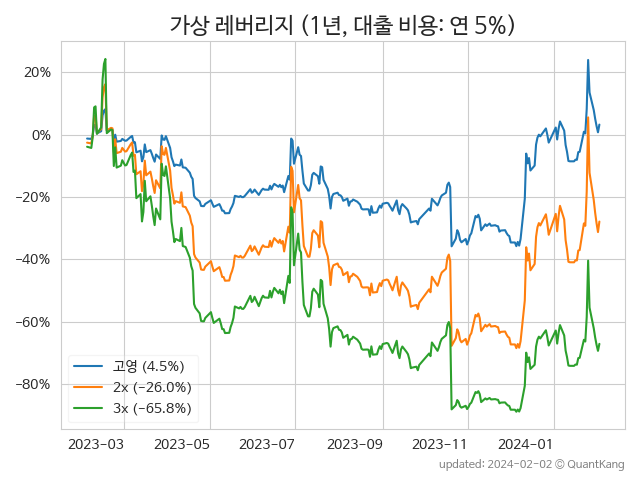 가상 레버리지 (1년, 대출 비용: 연 5%)
20%
0%
−20%
−40%
−60%
−80%
고영 (4.5%)
2x (−26.0%)
3x (−65.8%)
2023−03 2023−05 2023−07 2023−09 2023−11 2024−01
updated: 2024−02−02 © QuantKang